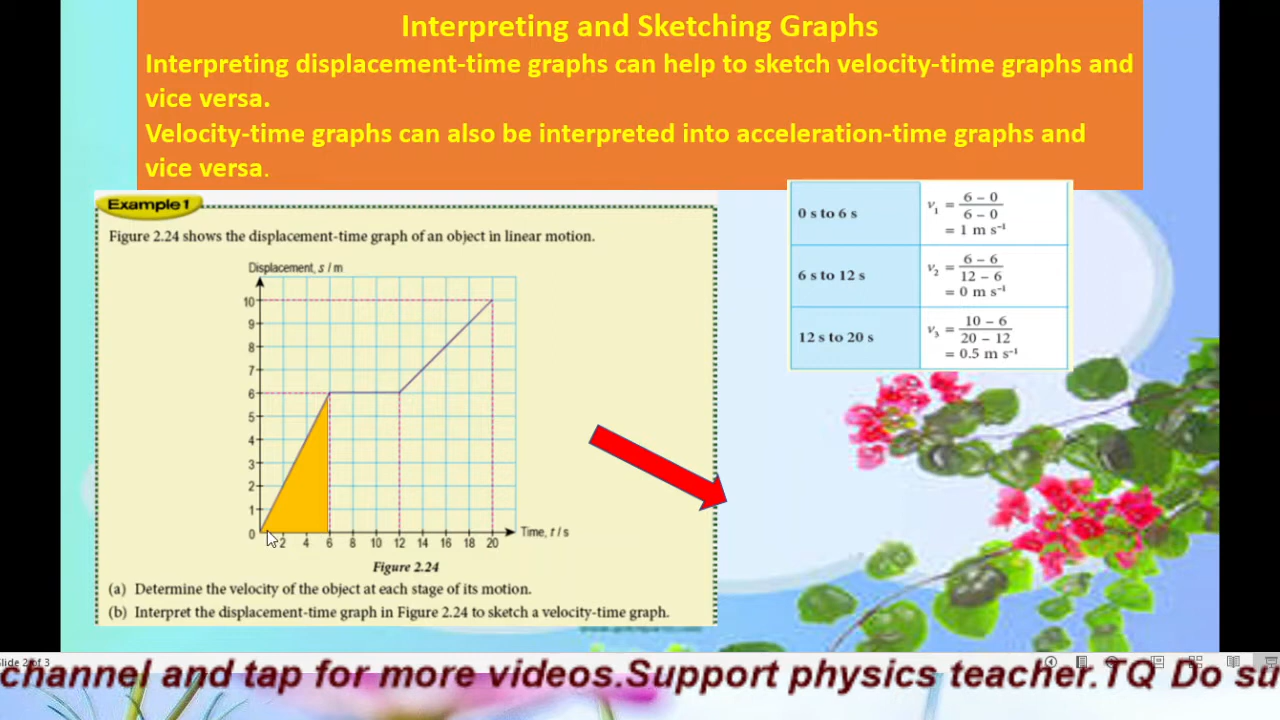 Interpreting and Sketching Graphs
Interpreting displacement-time graphs can help to sketch velocity-time graphs and
vice versa.
Velocity-time graphs can also be interpreted into acceleration-time graphs and
vice versa.
Example 1
Figure 2.24 shows the displacement-time graph of an object in linear motion.
Displacement, s / m
10
9
8
7
6
5
4
3
2
1
0
2 4 6 8 10 12 14 16 18 20
Time, t / s
Figure 2.24
(a) Determine the velocity of the object at each stage of its motion.
(b) Interpret the displacement-time graph in Figure 2.24 to sketch a velocity-time graph.
0 s to 6 s
v₁ = 6 – 0
6 – 0
= 1 m s⁻¹
6 s to 12 s
v₂ = 6 – 6
12 – 6
= 0 m s⁻¹
12 s to 20 s
v₃ = 10 – 6
20 – 12
= 0.5 m s⁻¹
Slide 2 of 3
channel and tap for more videos.Support physics teacher.TQ Do su